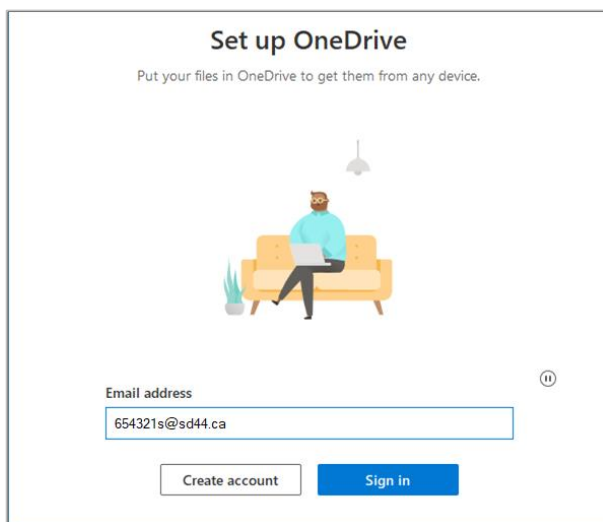 Set up OneDrive
Put your files in OneDrive to get them from any device.
Email address
654321s@sd44.ca
Create account
Sign in